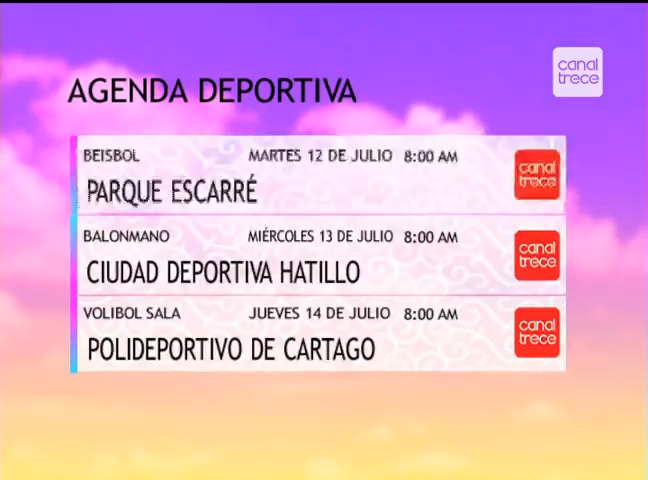 canal
trece
AGENDA DEPORTIVA
BEISBOL MARTES 12 DE JULIO 8:00 AM
PARQUE ESCARRÉ
canal
trece
BALONMANO MIÉRCOLES 13 DE JULIO 8:00 AM
CIUDAD DEPORTIVA HATILLO
canal
trece
VOLIBOL SALA JUEVES 14 DE JULIO 8:00 AM
POLIDEPORTIVO DE CARTAGO
canal
trece